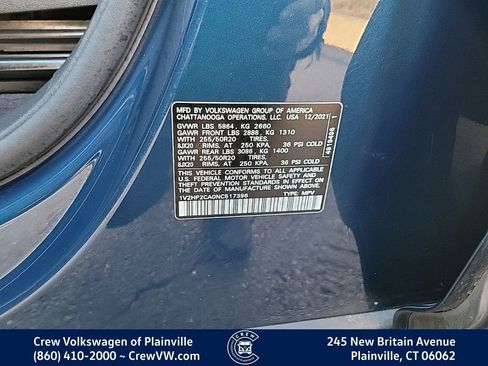 MFD BY VOLKSWAGEN GROUP OF AMERICA
CHATTANOOGA OPERATIONS, LLC USA 12/2021
GVWR LBS 5864 , KG 2660
GAWR FRONT LBS 2888 , KG 1310
WITH 255/50R20 TIRES,
8JX20 RIMS, AT 250 KPA, 36 PSI COLD
GAWR REAR LBS 3086 , KG 1400
WITH 255/50R20 TIRES,
8JX20 RIMS, AT 250 KPA, 36 PSI COLD
THIS VEHICLE CONFORMS TO ALL APPLICABLE
U.S. FEDERAL MOTOR VEHICLE SAFETY
STANDARDS IN EFFECT ON THE
DATE OF MANUFACTURE SHOWN ABOVE.
1V2HP2CA0NC517396 TYPE: MPV
Crew Volkswagen of Plainville
(860) 410-2000 ~ CrewVW.com
245 New Britain Avenue
Plainville, CT 06062